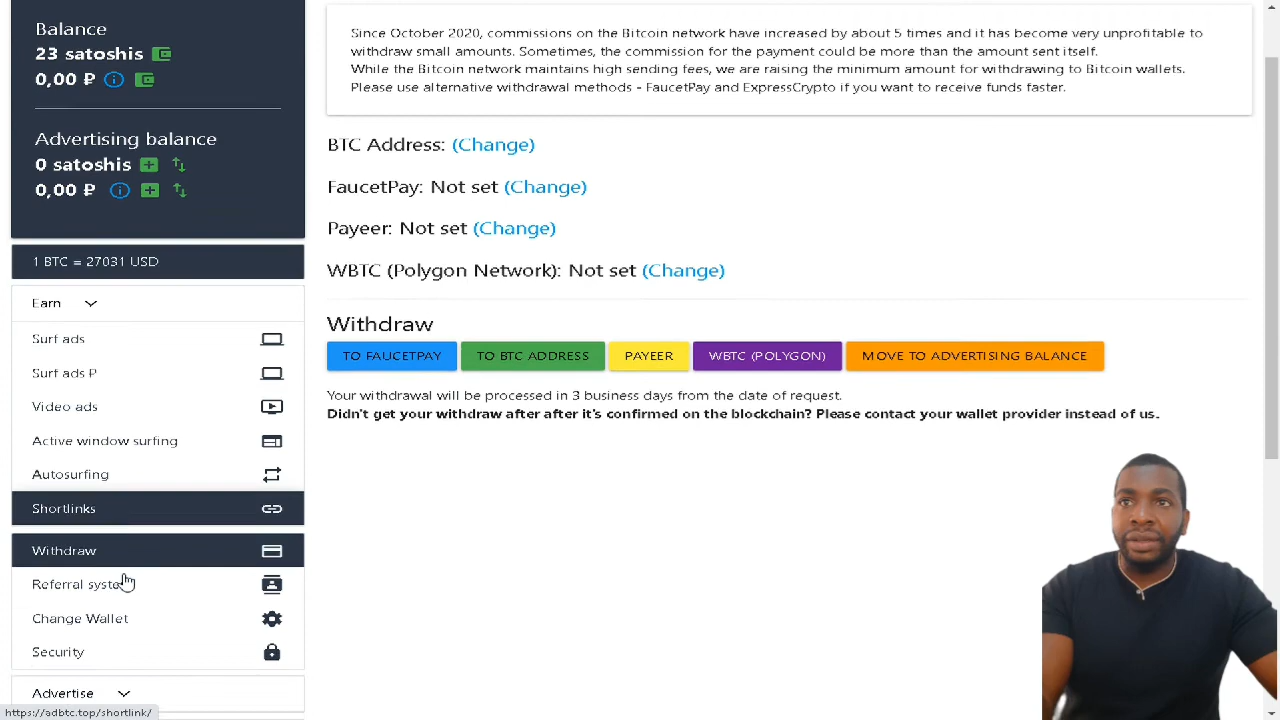 Balance
23 satoshis
0,00 ₽
Advertising balance
0 satoshis
0,00 ₽
1 BTC = 27031 USD
Earn
Surf ads
Surf ads ₽
Video ads
Active window surfing
Autosurfing
Shortlinks
Withdraw
Referral system
Change Wallet
Security
Advertise
https://adbtc.top/shortlink/
Since October 2020, commissions on the Bitcoin network have increased by about 5 times and it has become very unprofitable to
withdraw small amounts. Sometimes, the commission for the payment could be more than the amount sent itself.
While the Bitcoin network maintains high sending fees, we are raising the minimum amount for withdrawing to Bitcoin wallets.
Please use alternative withdrawal methods - FaucetPay and ExpressCrypto if you want to receive funds faster.
BTC Address: (Change)
FaucetPay: Not set (Change)
Payeer: Not set (Change)
WBTC (Polygon Network): Not set (Change)
Withdraw
TO FAUCETPAY TO BTC ADDRESS PAYEER WBTC (POLYGON) MOVE TO ADVERTISING BALANCE
Your withdrawal will be processed in 3 business days from the date of request.
Didn't get your withdraw after after it's confirmed on the blockchain? Please contact your wallet provider instead of us.